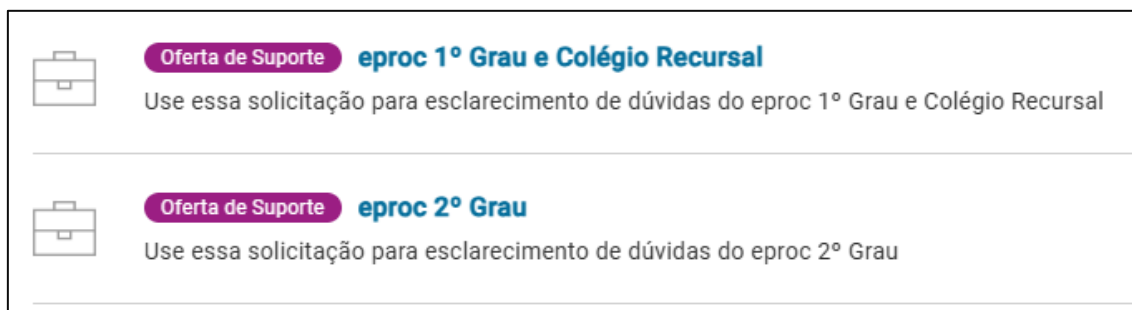 Oferta de Suporte eproc 1º Grau e Colégio Recursal
Use essa solicitação para esclarecimento de dúvidas do eproc 1º Grau e Colégio Recursal
Oferta de Suporte eproc 2º Grau
Use essa solicitação para esclarecimento de dúvidas do eproc 2º Grau